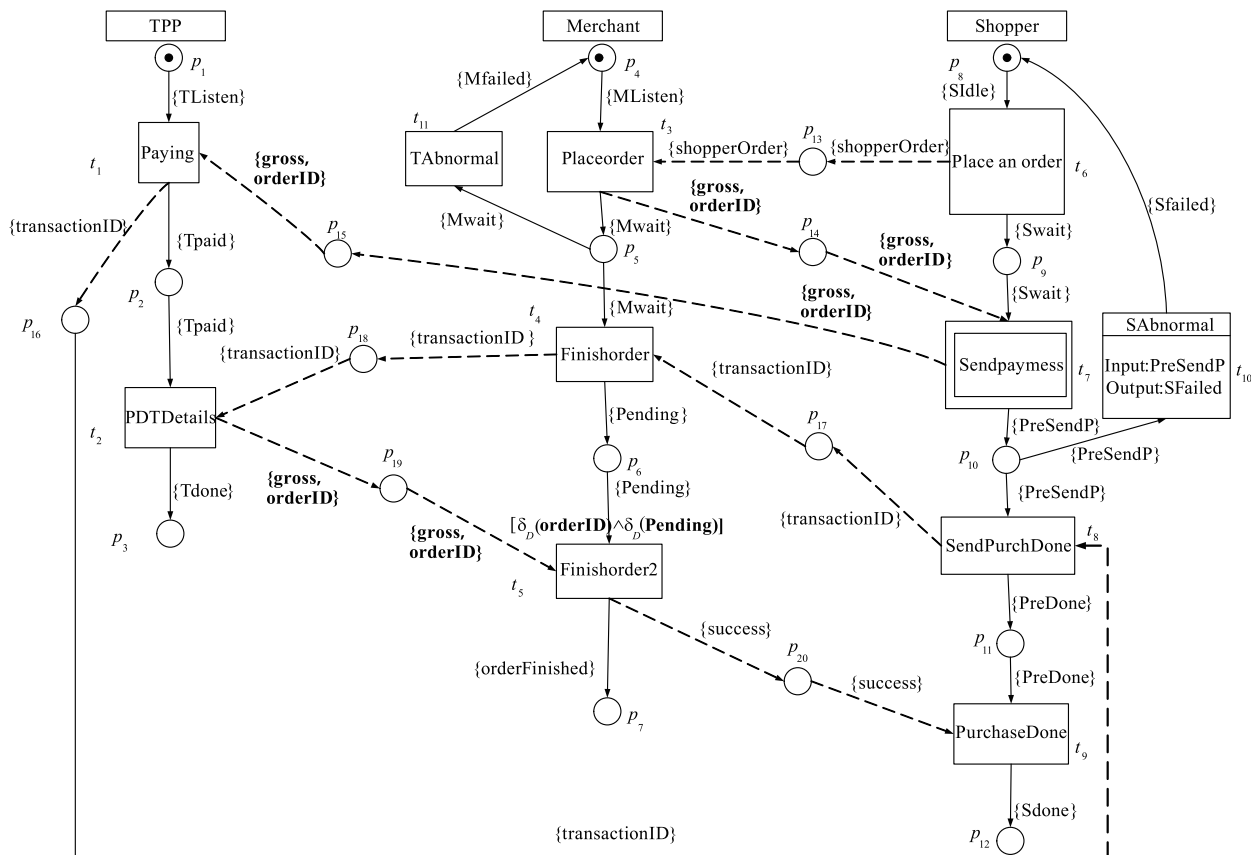 TPP
Merchant
Shopper
p1
p4
p8
{TListen}
{Mfailed}
{MListen}
{SIdle}
t11
t3
p13
Paying
TAbnormal
Placeorder
{shopperOrder}
{shopperOrder}
Place an order
t1
{gross,
orderID}
t6
{gross,
orderID}
{Mwait}
{Sfailed}
{transactionID}
{Tpaid}
p15
{Mwait}
p14
{Swait}
p5
{gross,
orderID}
p9
p2
{gross,
orderID}
{Swait}
p16
{Mwait}
t4
SAbnormal
{Tpaid}
{transactionID}
p18
{transactionID}
Finishorder
{transactionID}
Sendpaymess
t7
Input:PreSendP
Output:SFailed
t10
PDTDetails
{Pending}
p17
{PreSendP}
t2
p19
p6
p10
{PreSendP}
{Tdone}
{gross,
orderID}
{Pending}
{PreSendP}
{transactionID}
p3
{gross,
orderID}
[δD(orderID)∧δD(Pending)]
SendPurchDone
t8
Finishorder2
t5
{PreDone}
{success}
p11
{orderFinished}
p20
{success}
{PreDone}
p7
PurchaseDone
t9
{Sdone}
{transactionID}
p12